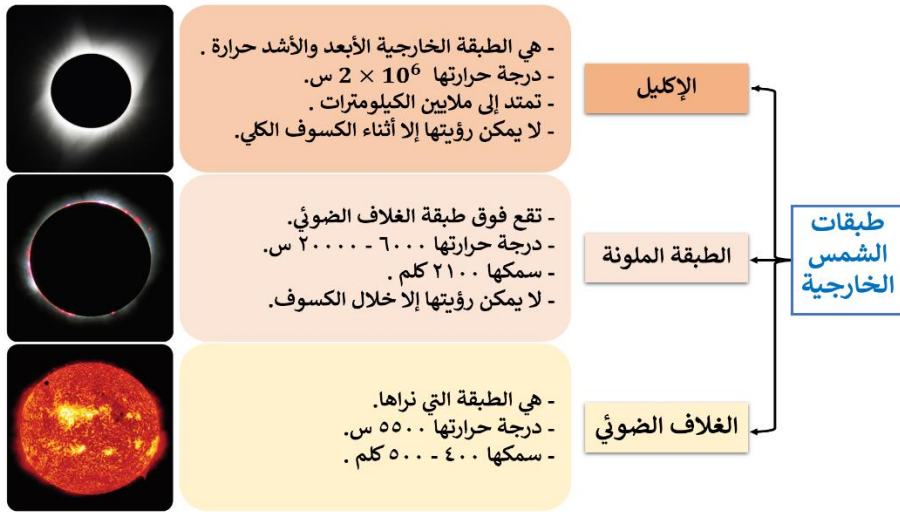 طبقات
الشمس
الخارجية
الإكليل
- هي الطبقة الخارجية الأبعد والأشد حرارة .
- درجة حرارتها 2 × 10⁶ س.
- تمتد إلى ملايين الكيلومترات .
- لا يمكن رؤيتها إلا أثناء الكسوف الكلي.
الطبقة الملونة
- تقع فوق طبقة الغلاف الضوئي.
- درجة حرارتها ٦٠٠٠ - ٢٠٠٠٠ س.
- سمكها ٢١٠٠ كلم .
- لا يمكن رؤيتها إلا خلال الكسوف.
الغلاف الضوئي
- هي الطبقة التي نراها.
- درجة حرارتها ٥٥٠٠ س.
- سمكها ٤٠٠ - ٥٠٠ كلم .